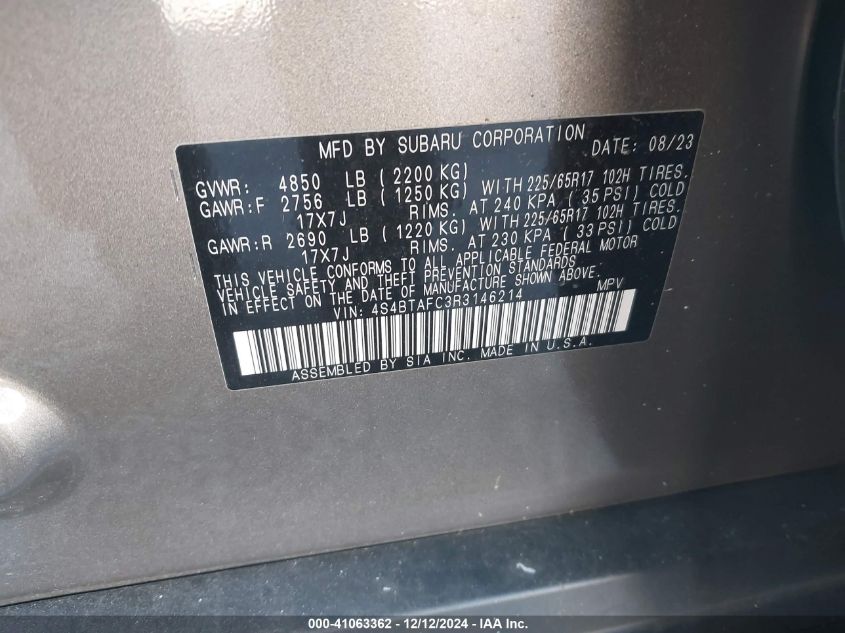 MFD BY SUBARU CORPORATION DATE: 08/23
GVWR: 4850 LB ( 2200 KG)
GAWR:F 2756 LB ( 1250 KG) WITH 225/65R17 102H TIRES.
17X7J RIMS. AT 240 KPA ( 35 PSI) COLD
GAWR:R 2690 LB ( 1220 KG) WITH 225/65R17 102H TIRES.
17X7J RIMS. AT 230 KPA ( 33 PSI) COLD
THIS VEHICLE CONFORMS TO ALL APPLICABLE FEDERAL MOTOR
VEHICLE SAFETY AND THEFT PREVENTION STANDARDS
IN EFFECT ON THE DATE OF MANUFACTURE SHOWN ABOVE.
VIN: 4S4BTAFC3R3146214 MPV
ASSEMBLED BY SIA INC. MADE IN U.S.A.
000-41063362 - 12/12/2024 - IAAI.com